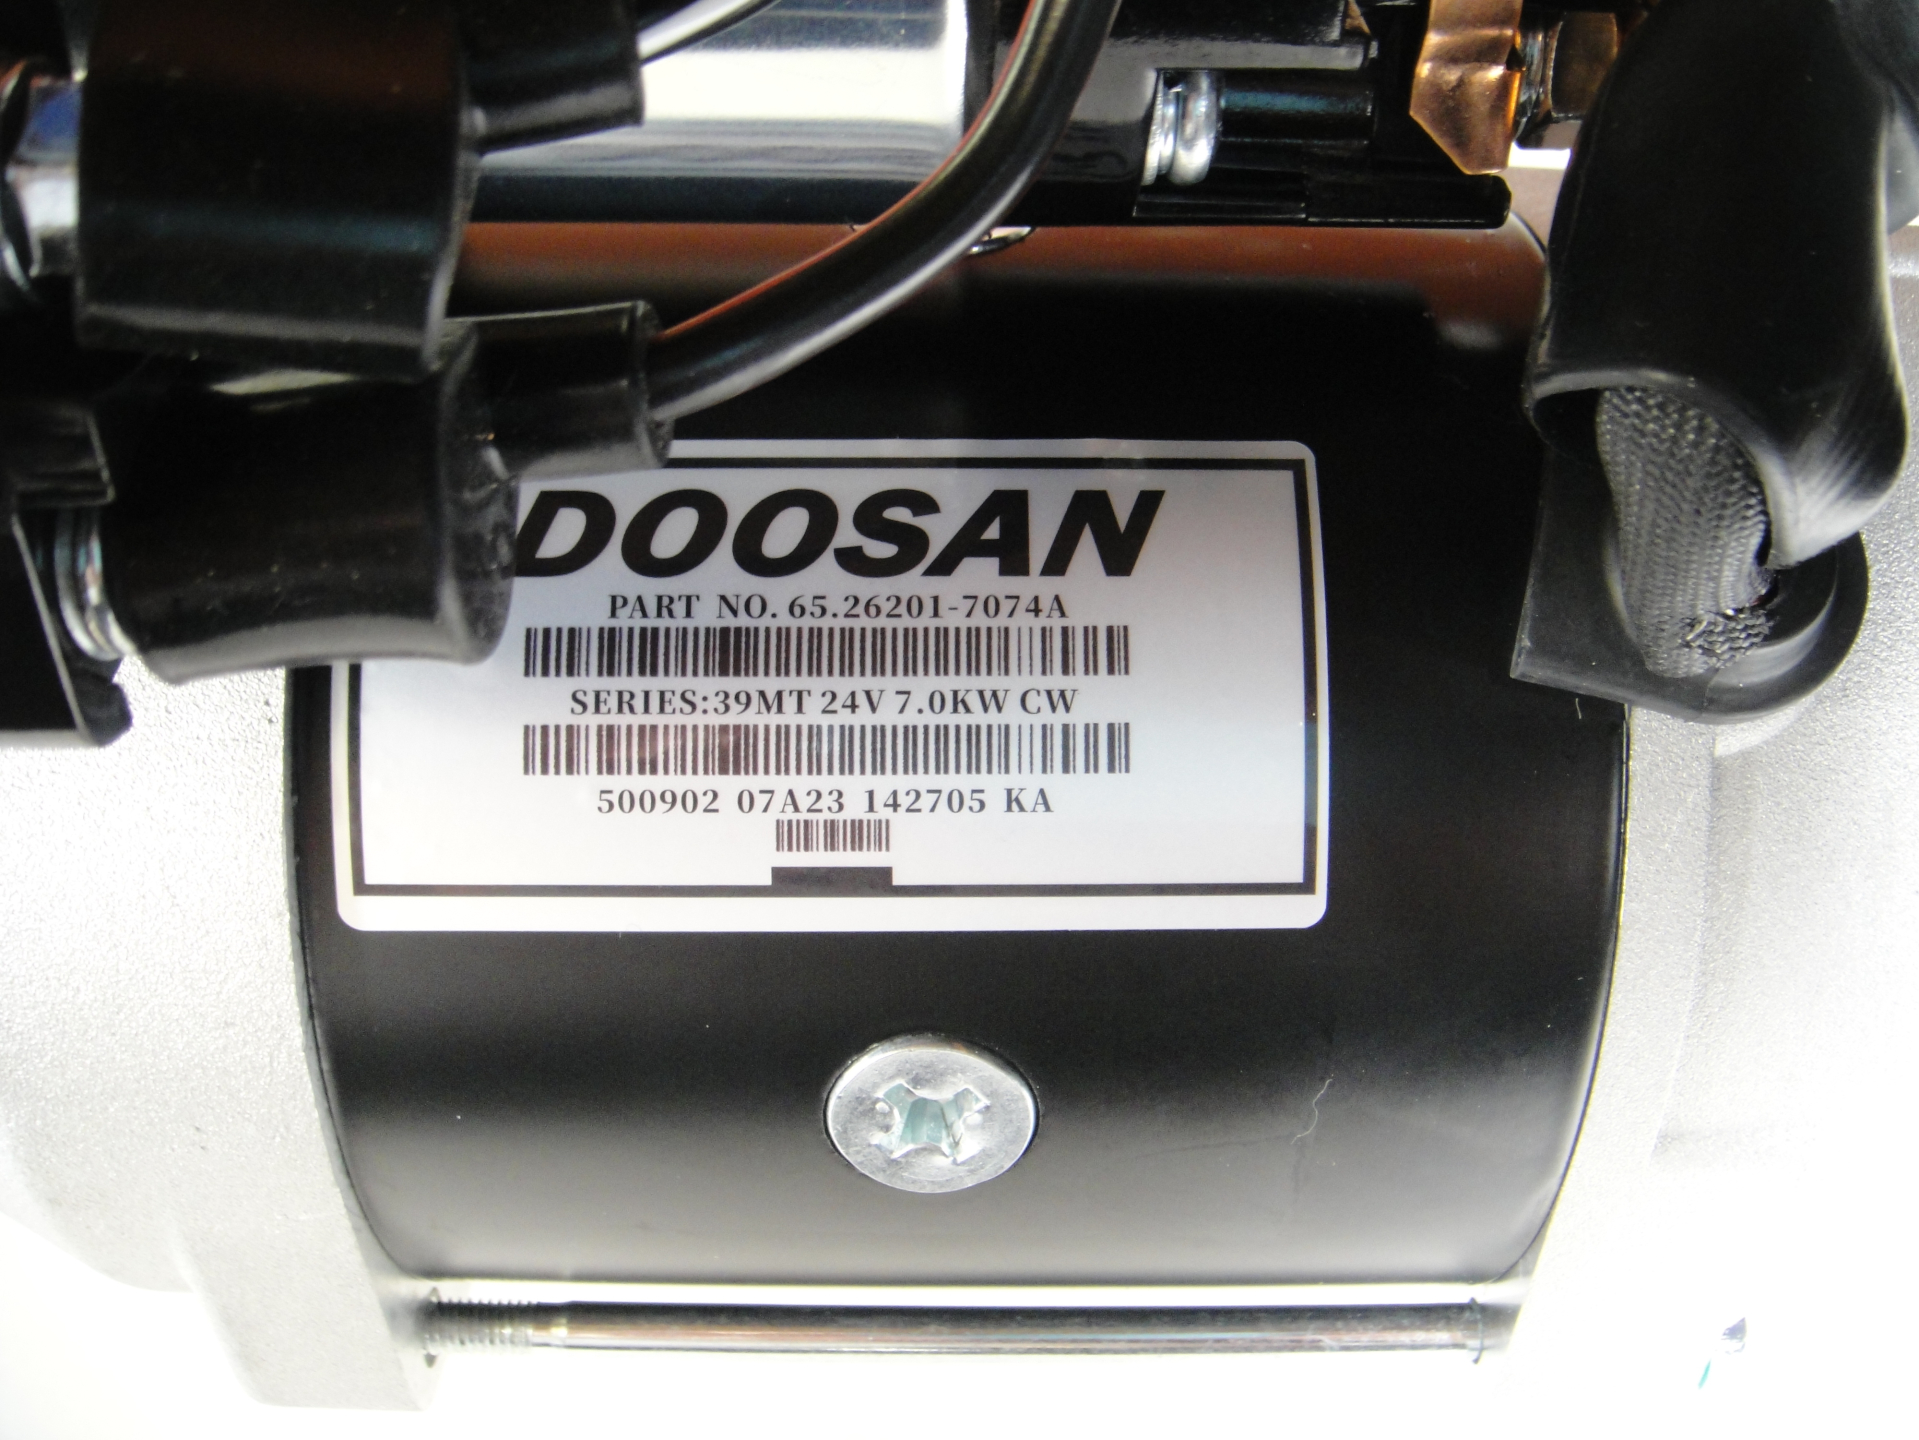 DOOSAN
PART NO. 65.26201-7074A
SERIES:39MT 24V 7.0KW CW
500902 07A23 142705 KA